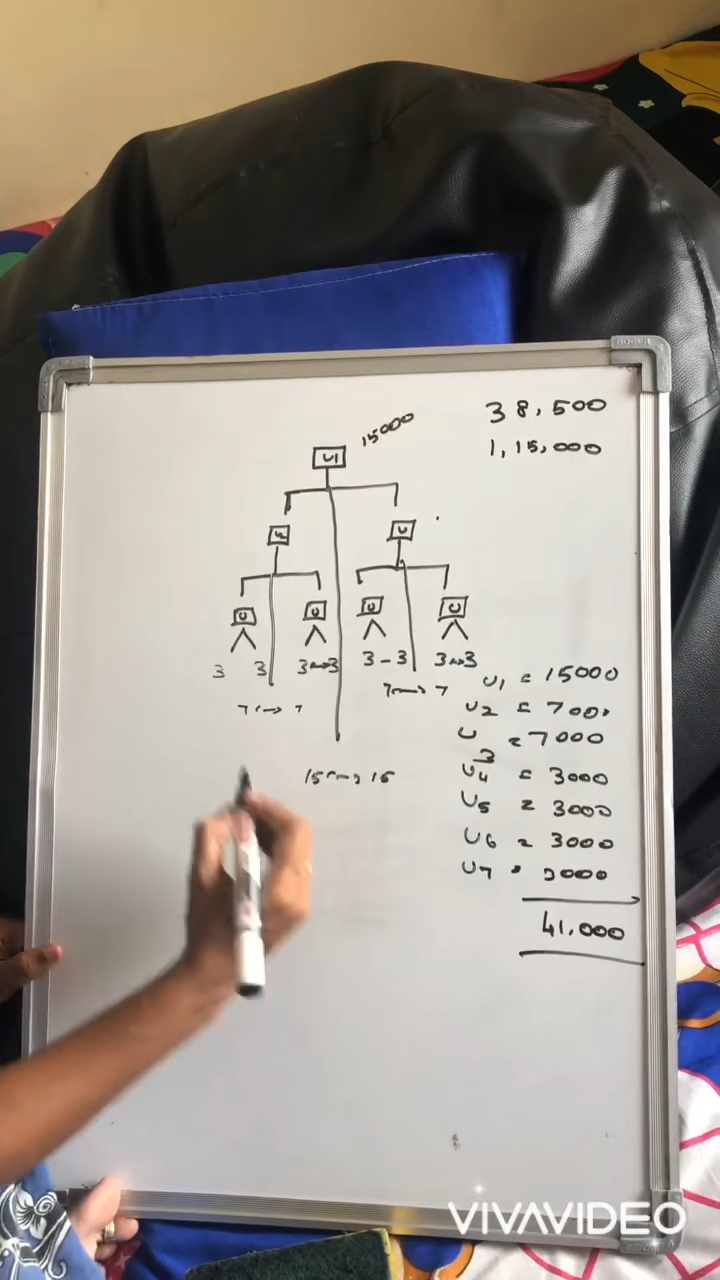 38,500
1,15,000
15000
U1
U
U
U
U
U
3 3
3↔3
3-3
3↔3
7↔7
7↔7
15↔15
U1 = 15000
U2 = 7000
U3 = 7000
U4 = 3000
U5 = 3000
U6 = 3000
U7 = 3000
41,000
VIVAVIDEO